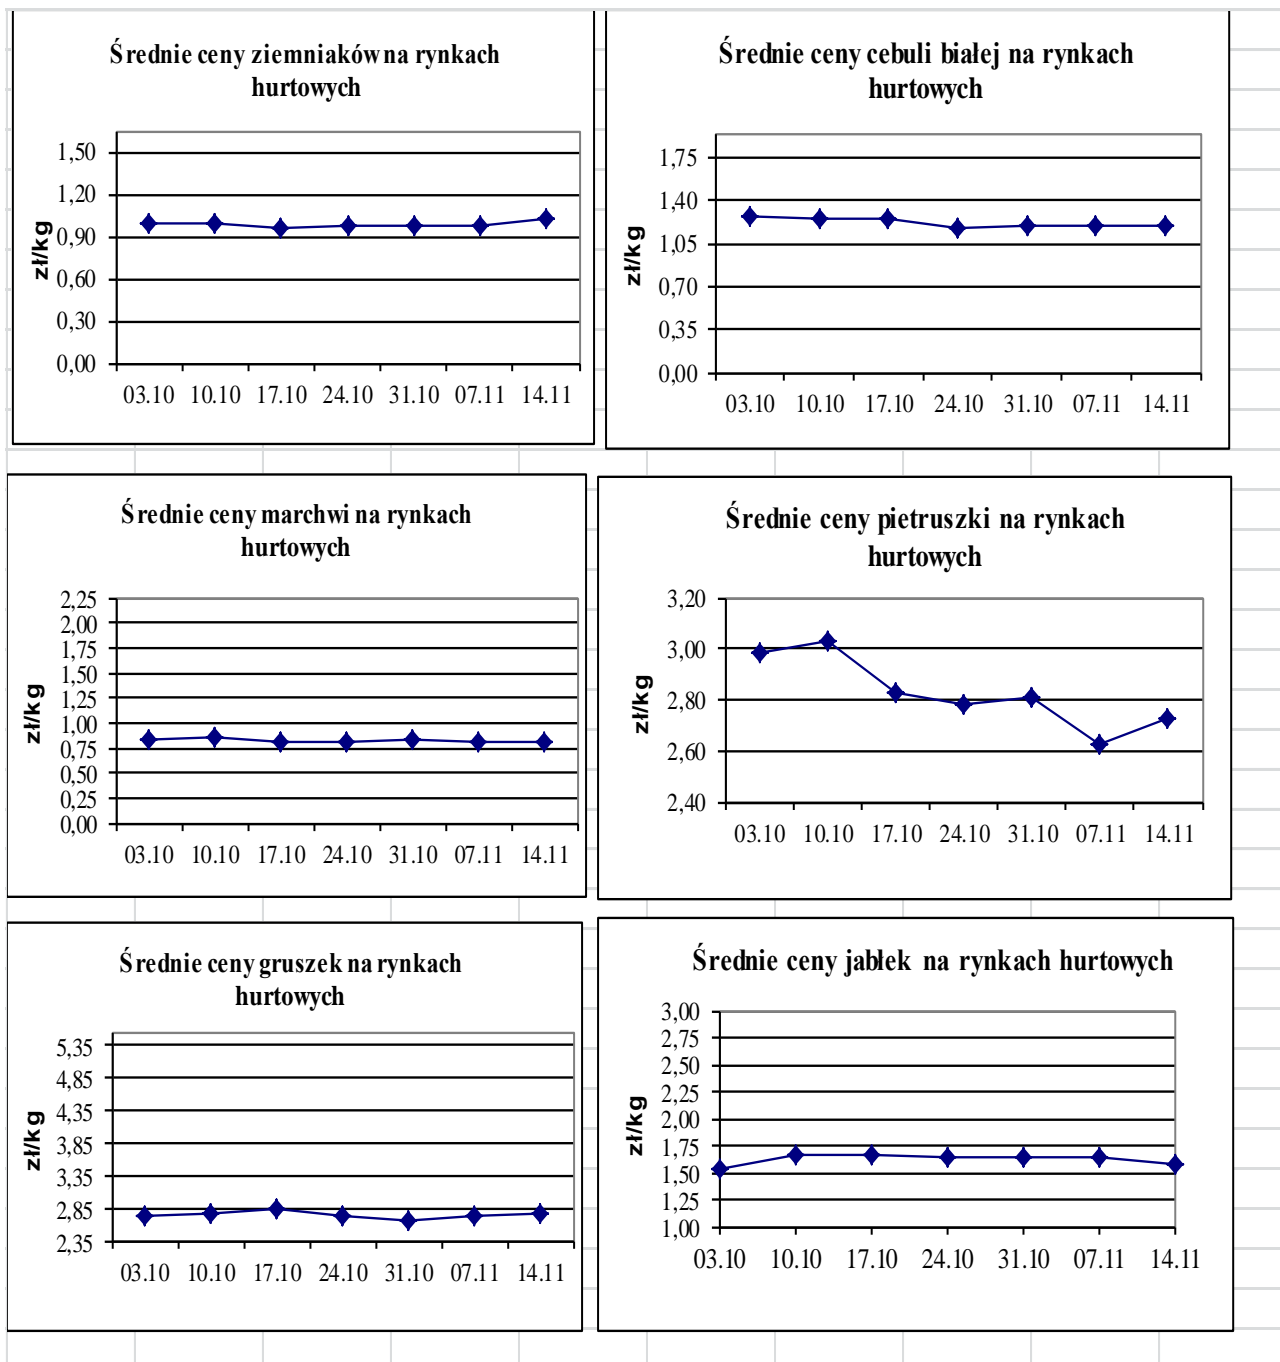 Średnie ceny ziemniaków na rynkach
hurtowych
zł/kg
1,50
1,20
0,90
0,60
0,30
0,00
03.10 10.10 17.10 24.10 31.10 07.11 14.11
Średnie ceny cebuli białej na rynkach
hurtowych
zł/kg
1,75
1,40
1,05
0,70
0,35
0,00
03.10 10.10 17.10 24.10 31.10 07.11 14.11
Średnie ceny marchwi na rynkach
hurtowych
zł/kg
2,25
2,00
1,75
1,50
1,25
1,00
0,75
0,50
0,25
0,00
03.10 10.10 17.10 24.10 31.10 07.11 14.11
Średnie ceny pietruszki na rynkach
hurtowych
zł/kg
3,20
3,00
2,80
2,60
2,40
03.10 10.10 17.10 24.10 31.10 07.11 14.11
Średnie ceny gruszek na rynkach
hurtowych
zł/kg
5,35
4,85
4,35
3,85
3,35
2,85
2,35
03.10 10.10 17.10 24.10 31.10 07.11 14.11
Średnie ceny jabłek na rynkach hurtowych
zł/kg
3,00
2,75
2,50
2,25
2,00
1,75
1,50
1,25
1,00
03.10 10.10 17.10 24.10 31.10 07.11 14.11